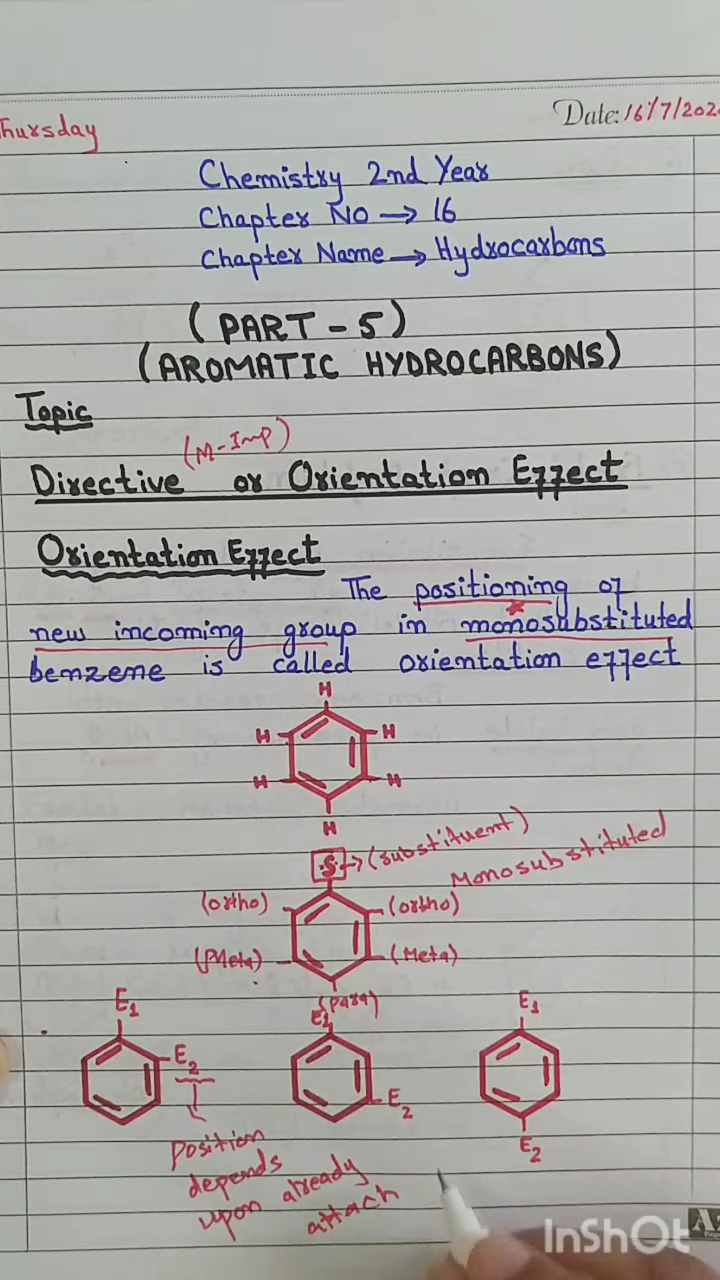 Thursday
Date: 16/7/202
Chemistry 2nd Year
Chapter No → 16
Chapter Name → Hydrocarbons
(PART - 5)
(AROMATIC HYDROCARBONS)
Topic
(M-Imp)
Directive or Orientation Effect
Orientation Effect
The positioning of
new incoming group in monosubstituted
benzene is called orientation effect
H
H H
H H
H
S → (substituent)
Monosubstituted
(ortho) (ortho)
(Meta) (Meta)
(para)
E1 E1 E1
E2
E2
E2
Position
depends
upon already
attach
InShOt